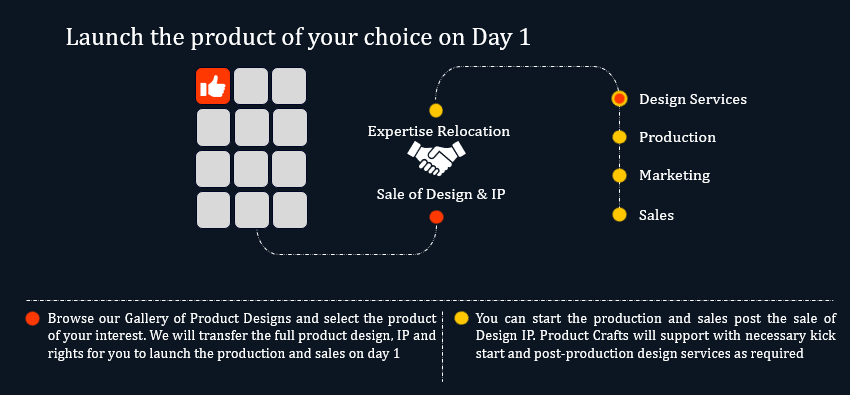 Launch the product of your choice on Day 1
Expertise Relocation
Sale of Design & IP
Design Services
Production
Marketing
Sales
Browse our Gallery of Product Designs and select the product
of your interest. We will transfer the full product design, IP and
rights for you to launch the production and sales on day 1
You can start the production and sales post the sale of
Design IP. Product Crafts will support with necessary kick
start and post-production design services as required